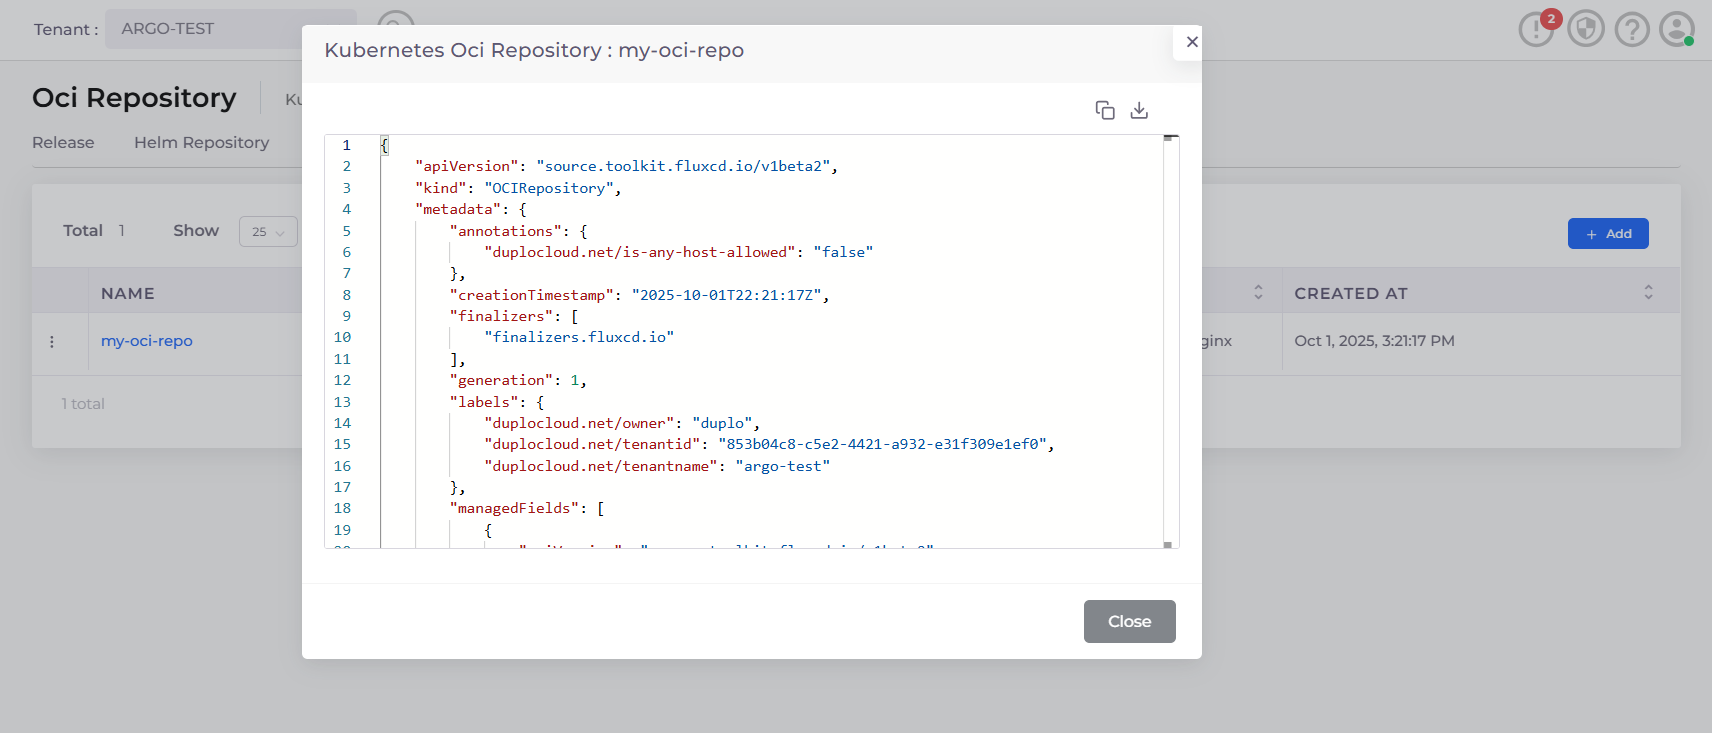 Tenant : ARGO-TEST
2
Kubernetes Oci Repository : my-oci-repo
Oci Repository
Release Helm Repository
Total 1 Show 25
+ Add
NAME CREATED AT
my-oci-repo ginx Oct 1, 2025, 3:21:17 PM
1 total
1 {
2 "apiVersion": "source.toolkit.fluxcd.io/v1beta2",
3 "kind": "OCIRepository",
4 "metadata": {
5 "annotations": {
6 "duplocloud.net/is-any-host-allowed": "false"
7 },
8 "creationTimestamp": "2025-10-01T22:21:17Z",
9 "finalizers": [
10 "finalizers.fluxcd.io"
11 ],
12 "generation": 1,
13 "labels": {
14 "duplocloud.net/owner": "duplo",
15 "duplocloud.net/tenantid": "853b04c8-c5e2-4421-a932-e31f309e1ef0",
16 "duplocloud.net/tenantname": "argo-test"
17 },
18 "managedFields": [
19 {
Close